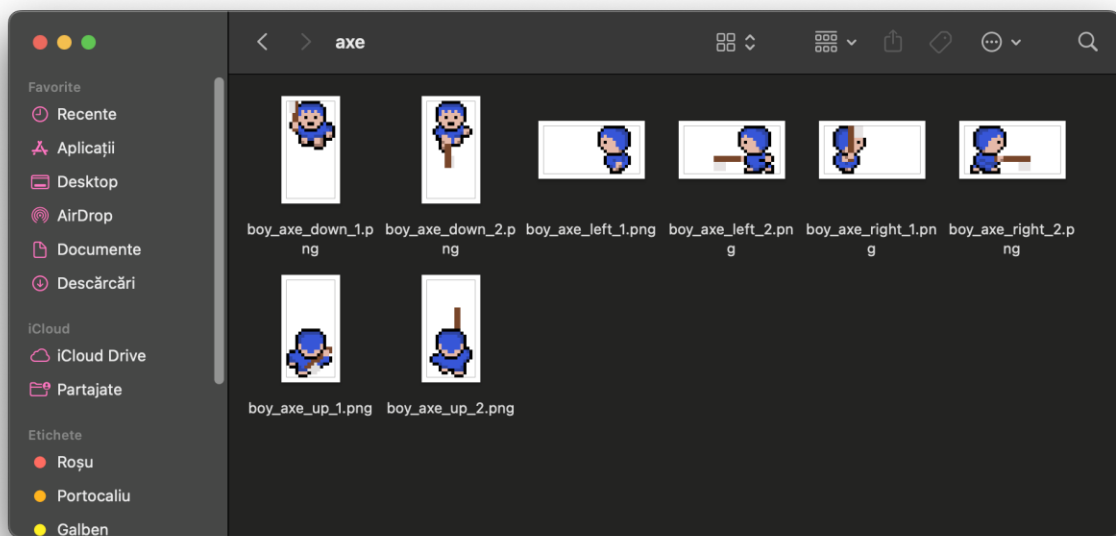 axe
Favorite
Recente
Aplicații
Desktop
AirDrop
Documente
Descărcări
iCloud
iCloud Drive
Partajate
Etichete
Roșu
Portocaliu
Galben
boy_axe_down_1.p
ng
boy_axe_down_2.p
ng
boy_axe_left_1.png
boy_axe_left_2.pn
g
boy_axe_right_1.pn
g
boy_axe_right_2.p
ng
boy_axe_up_1.png
boy_axe_up_2.png